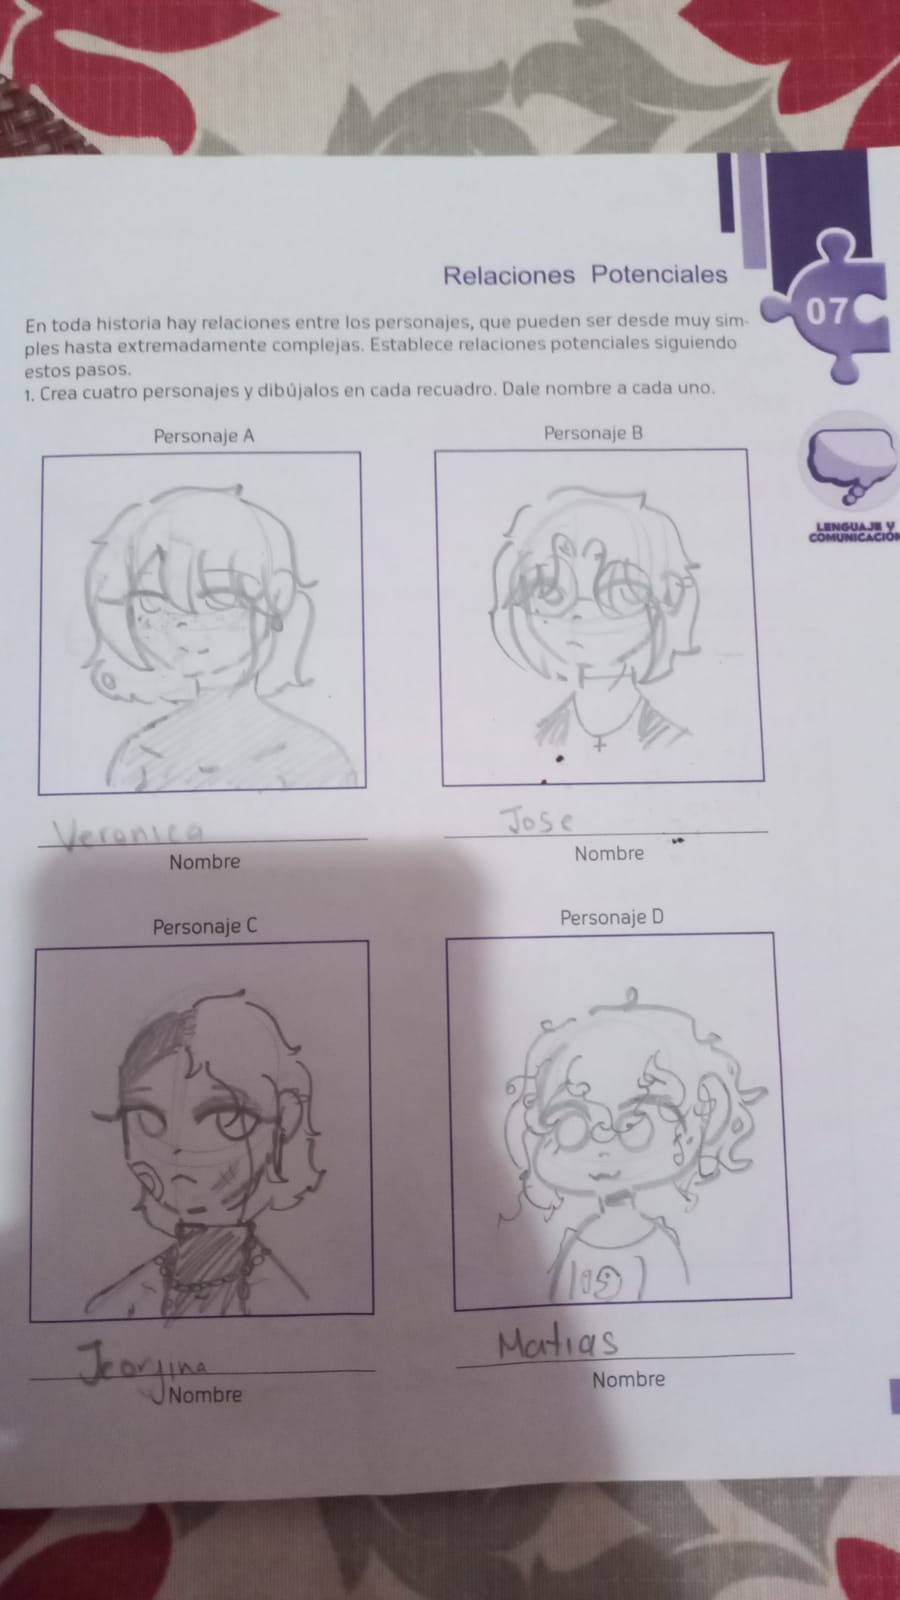 Relaciones Potenciales
07
En toda historia hay relaciones entre los personajes, que pueden ser desde muy sim-
ples hasta extremadamente complejas. Establece relaciones potenciales siguiendo
estos pasos.
1. Crea cuatro personajes y dibújalos en cada recuadro. Dale nombre a cada uno.
LENGUAJE Y
COMUNICACIÓN
Personaje A
Personaje B
Veronica
Jose
Nombre
Nombre
Personaje C
Personaje D
Jeorjina
Matias
Nombre
Nombre